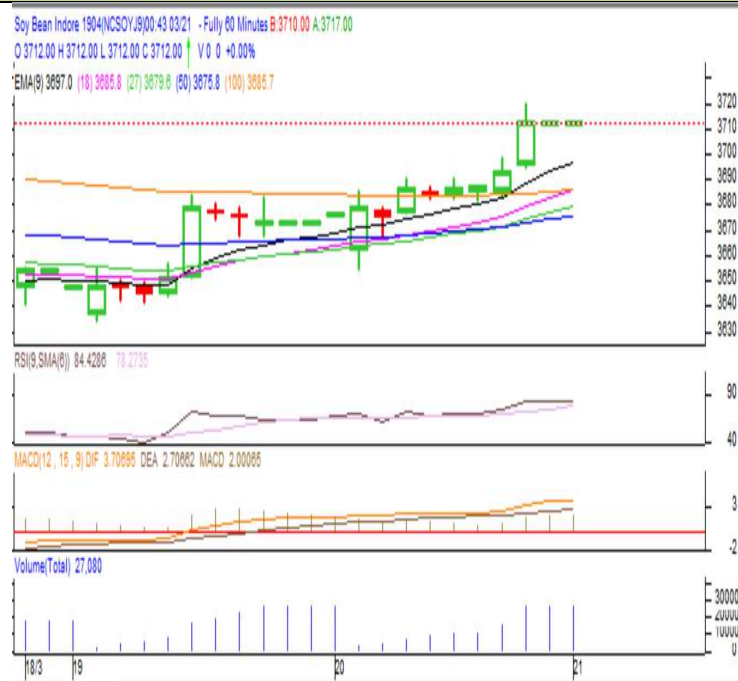 Soy Bean Indore 1904(NCSOYJ9)00:43 03/21 - Fully 60 Minutes B:3710.00 A:3717.00
O 3712.00 H 3712.00 L 3712.00 C 3712.00 V 0 0 +0.00%
EMA(9) 3697.0 (18) 3685.8 (27) 3679.6 (50) 3675.8 (100) 3685.7
3720
3710
3700
3690
3680
3670
3660
3650
3640
3630
RSI(9,SMA(6)) 84.4286 78.2735
90
40
MACD(12 , 15 , 9) DIF 3.70695 DEA 2.70662 MACD 2.00065
3
-2
Volume(Total) 27,080
30000
20000
10000
0
18/3 19 20 21